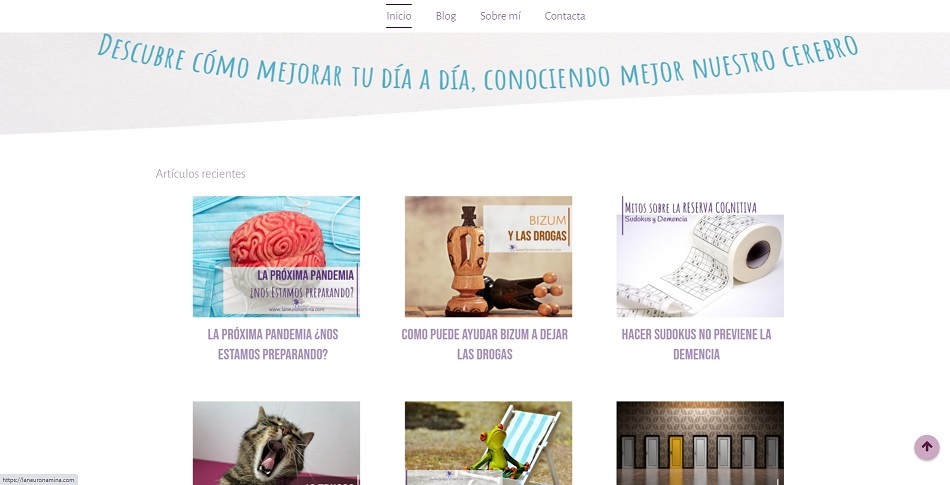 Inicio Blog Sobre mí Contacta
Descubre cómo mejorar tu día a día, conociendo mejor nuestro cerebro
Artículos recientes
LA PRÓXIMA PANDEMIA
¿NOS ESTAMOS PREPARANDO?
www.laneuronamina.com
LA PRÓXIMA PANDEMIA ¿NOS
ESTAMOS PREPARANDO?
BIZUM
Y LAS DROGAS
COMO PUEDE AYUDAR BIZUM A DEJAR
LAS DROGAS
Mitos sobre la RESERVA COGNITIVA
Sudokus y Demencia
HACER SUDOKUS NO PREVIENE LA
DEMENCIA
https://laneuronamina.com